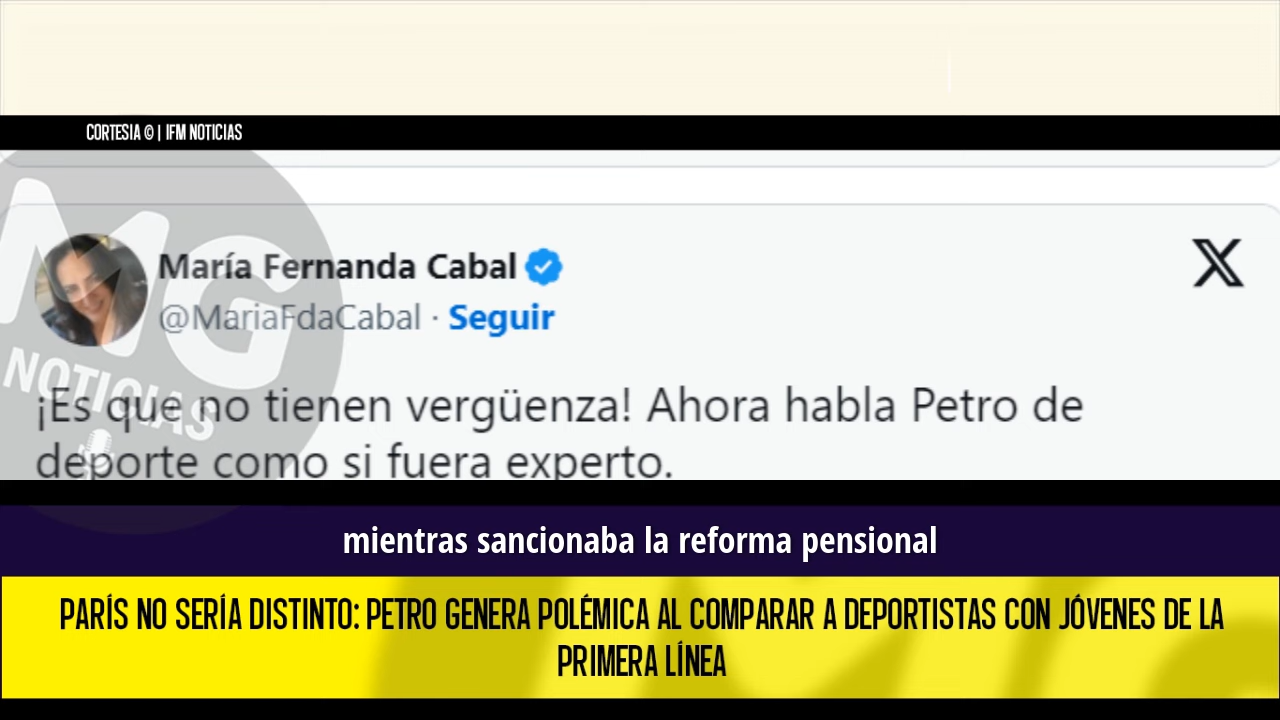 CORTESIA © | IFM NOTICIAS
María Fernanda Cabal
@MariaFdaCabal · Seguir
MG
NOTICIAS
¡Es que no tienen vergüenza! Ahora habla Petro de
deporte como si fuera experto.
mientras sancionaba la reforma pensional
PARÍS NO SERÍA DISTINTO: PETRO GENERA POLÉMICA AL COMPARAR A DEPORTISTAS CON JÓVENES DE LA
PRIMERA LÍNEA